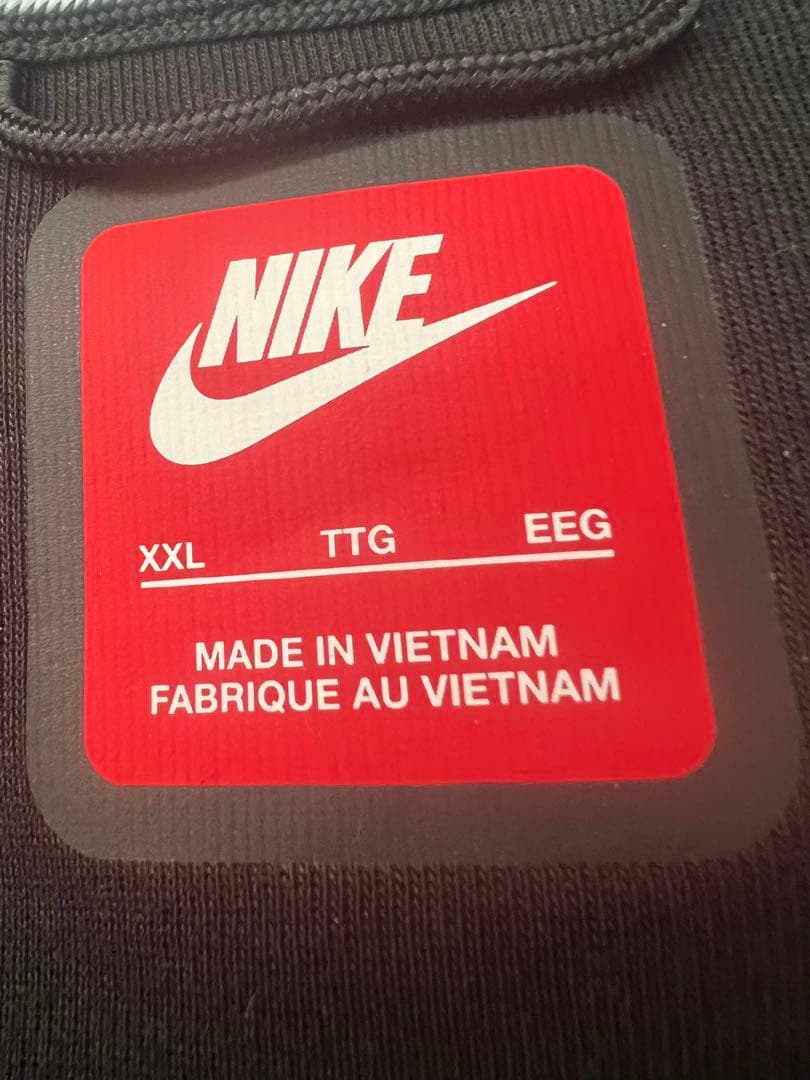 NIKE
XXL TTG EEG
MADE IN VIETNAM
FABRIQUE AU VIETNAM